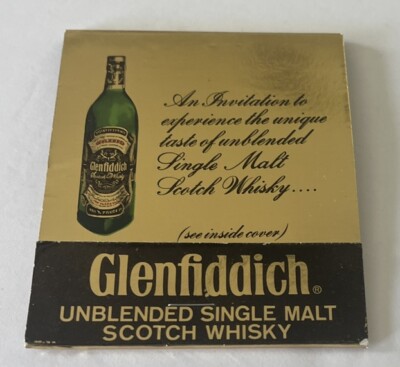 An Invitation to
experience the unique
taste of unblended
Single Malt
Scotch Whisky....
(see inside cover)
Glenfiddich
Glenfiddich®
UNBLENDED SINGLE MALT
SCOTCH WHISKY